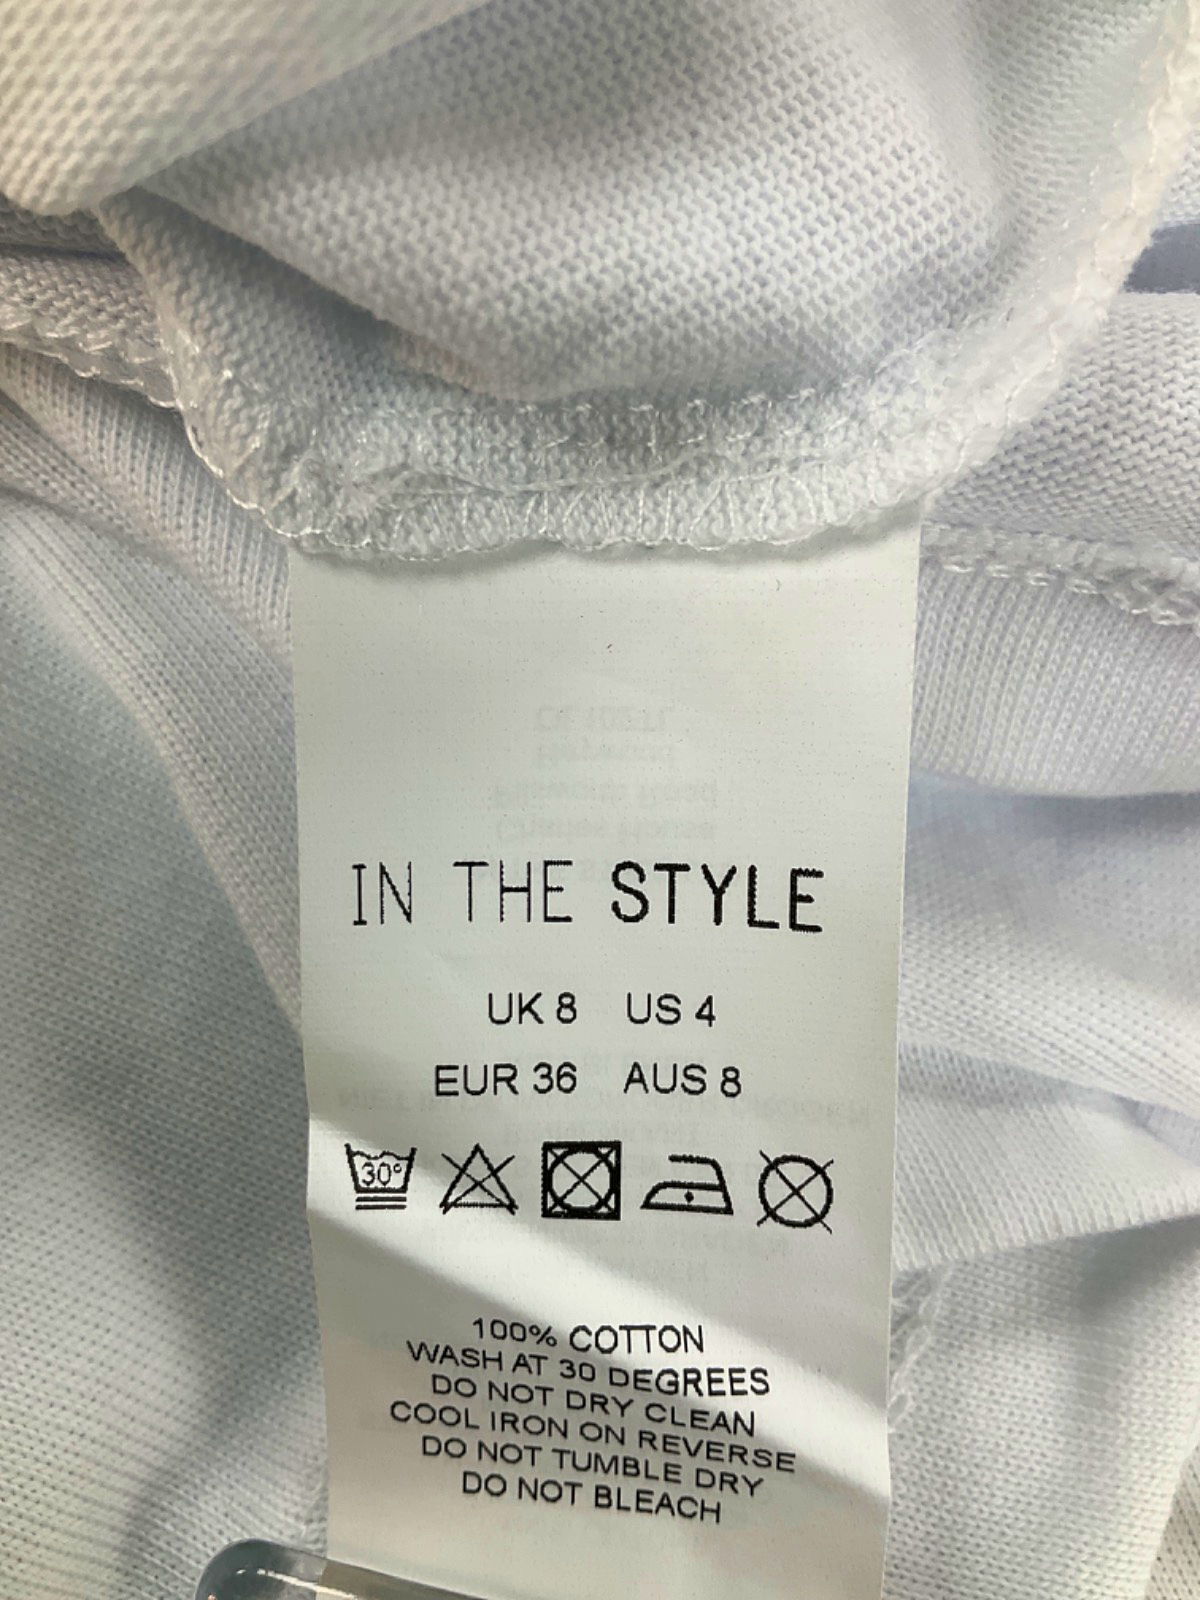 IN THE STYLE
UK 8 US 4
EUR 36 AUS 8
30°
100% COTTON
WASH AT 30 DEGREES
DO NOT DRY CLEAN
COOL IRON ON REVERSE
DO NOT TUMBLE DRY
DO NOT BLEACH